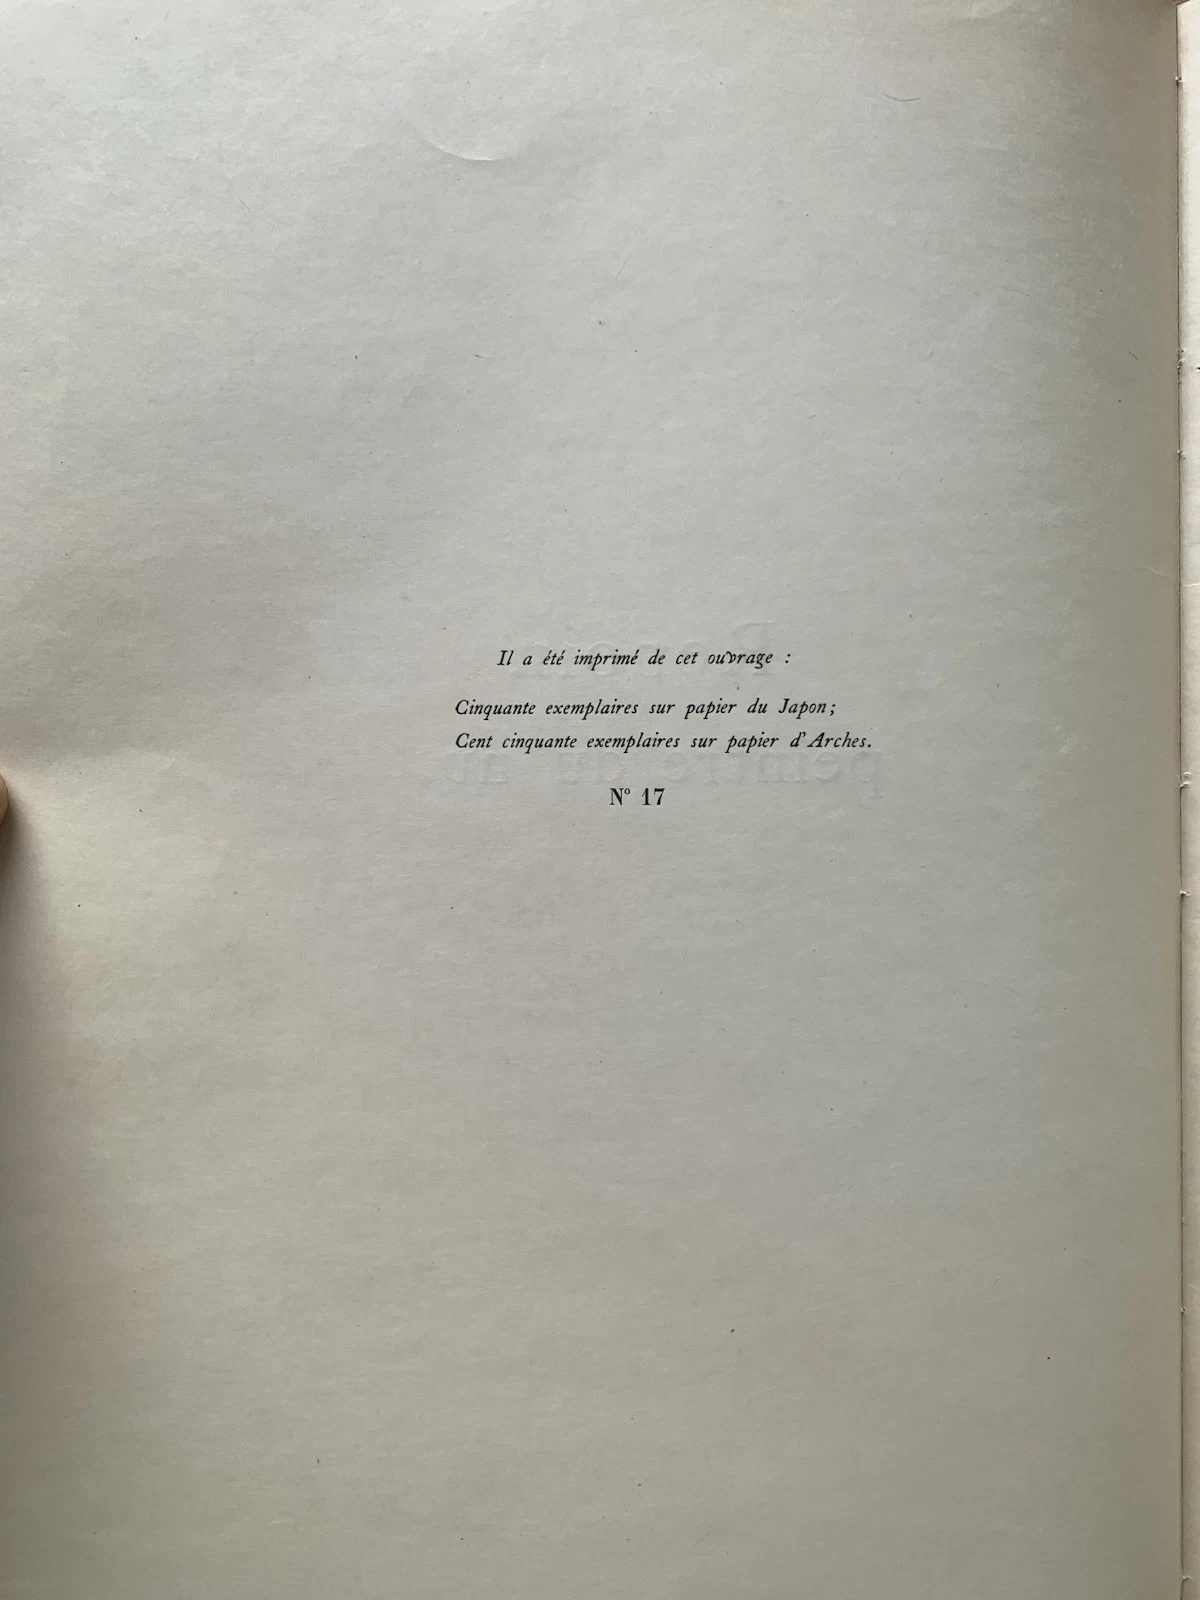 Il a été imprimé de cet ouvrage :
Cinquante exemplaires sur papier du Japon;
Cent cinquante exemplaires sur papier d'Arches.
Nº 17